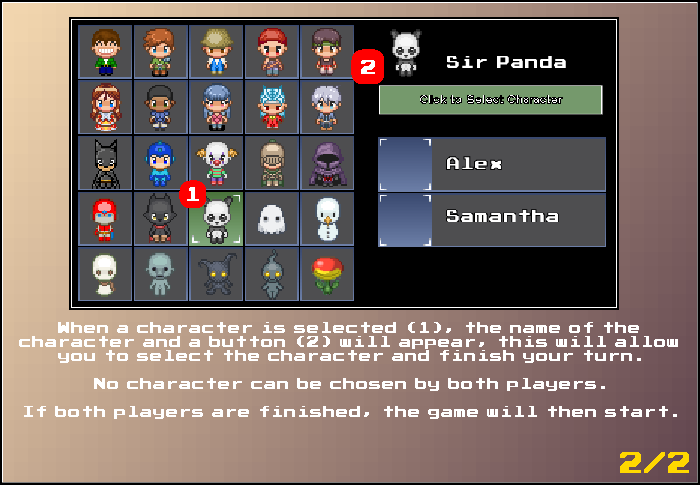 2
Sir Panda
Click to Select Character
Alex
1
Samantha
When a character is selected (1), the name of the
character and a button (2) will appear, this will allow
you to select the character and finish your turn.
No character can be chosen by both players.
If both players are finished, the game will then start.
2/2